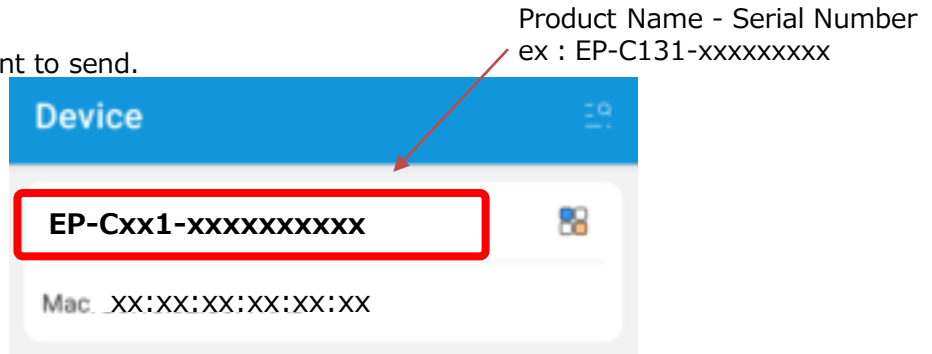 Product Name - Serial Number
ex : EP-C131-xxxxxxxxx
nt to send.
Device
EP-Cxx1-xxxxxxxxxx
Mac xx:xx:xx:xx:xx:xx